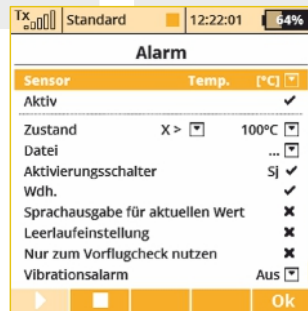 Tx Standard 12:22:01 64%
Alarm
Sensor Temp. [°C]
Aktiv
Zustand X > 100°C
Datei ...
Aktivierungsschalter Sj
Wdh.
Sprachausgabe für aktuellen Wert
Leerlaufeinstellung
Nur zum Vorflugcheck nutzen
Vibrationsalarm Aus
Ok